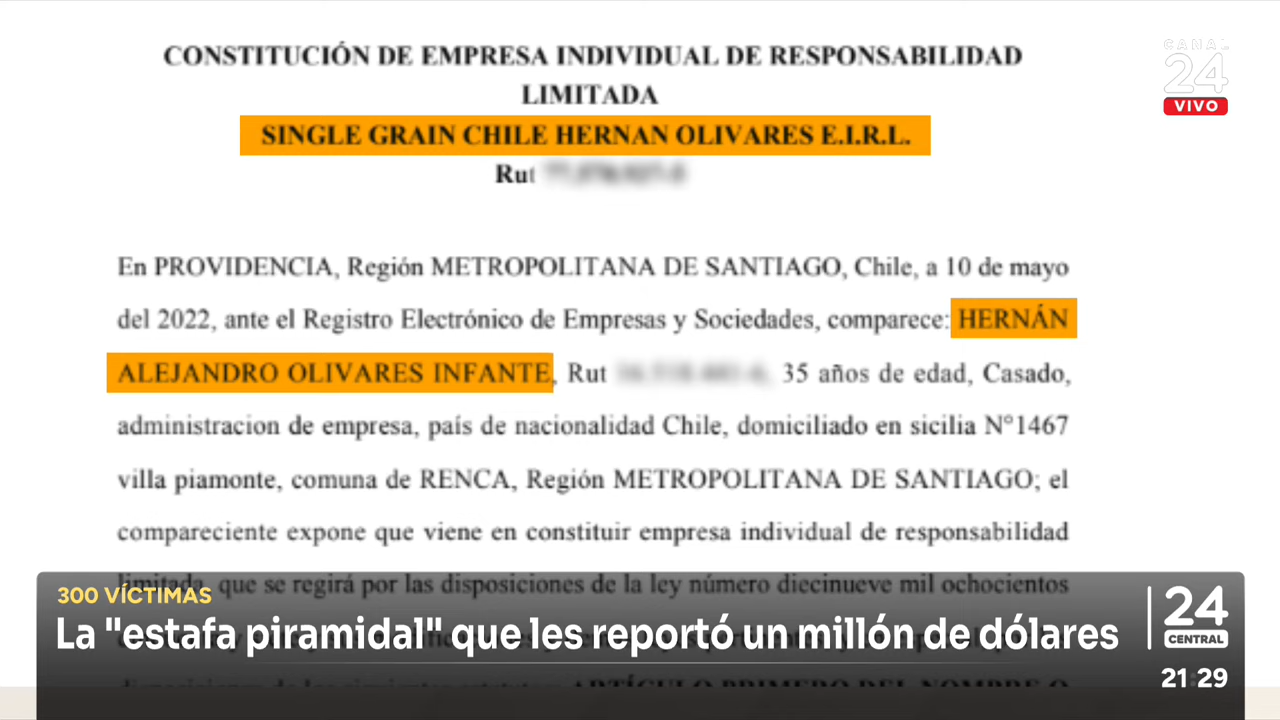 CONSTITUCIÓN DE EMPRESA INDIVIDUAL DE RESPONSABILIDAD
LIMITADA
SINGLE GRAIN CHILE HERNAN OLIVARES E.I.R.L.
Rut
CANAL
24
VIVO
En PROVIDENCIA, Región METROPOLITANA DE SANTIAGO, Chile, a 10 de mayo
del 2022, ante el Registro Electrónico de Empresas y Sociedades, comparece: HERNÁN
ALEJANDRO OLIVARES INFANTE, Rut 35 años de edad, Casado,
administracion de empresa, país de nacionalidad Chile, domiciliado en sicilia N°1467
villa piamonte, comuna de RENCA, Región METROPOLITANA DE SANTIAGO; el
compareciente expone que viene en constituir empresa individual de responsabilidad
limitada, que se regirá por las disposiciones de la ley número diecinueve mil ochocientos
300 VÍCTIMAS
La "estafa piramidal" que les reportó un millón de dólares
24
CENTRAL
21:29
ARTÍCULO PRIMERO DEL NOMBRE O